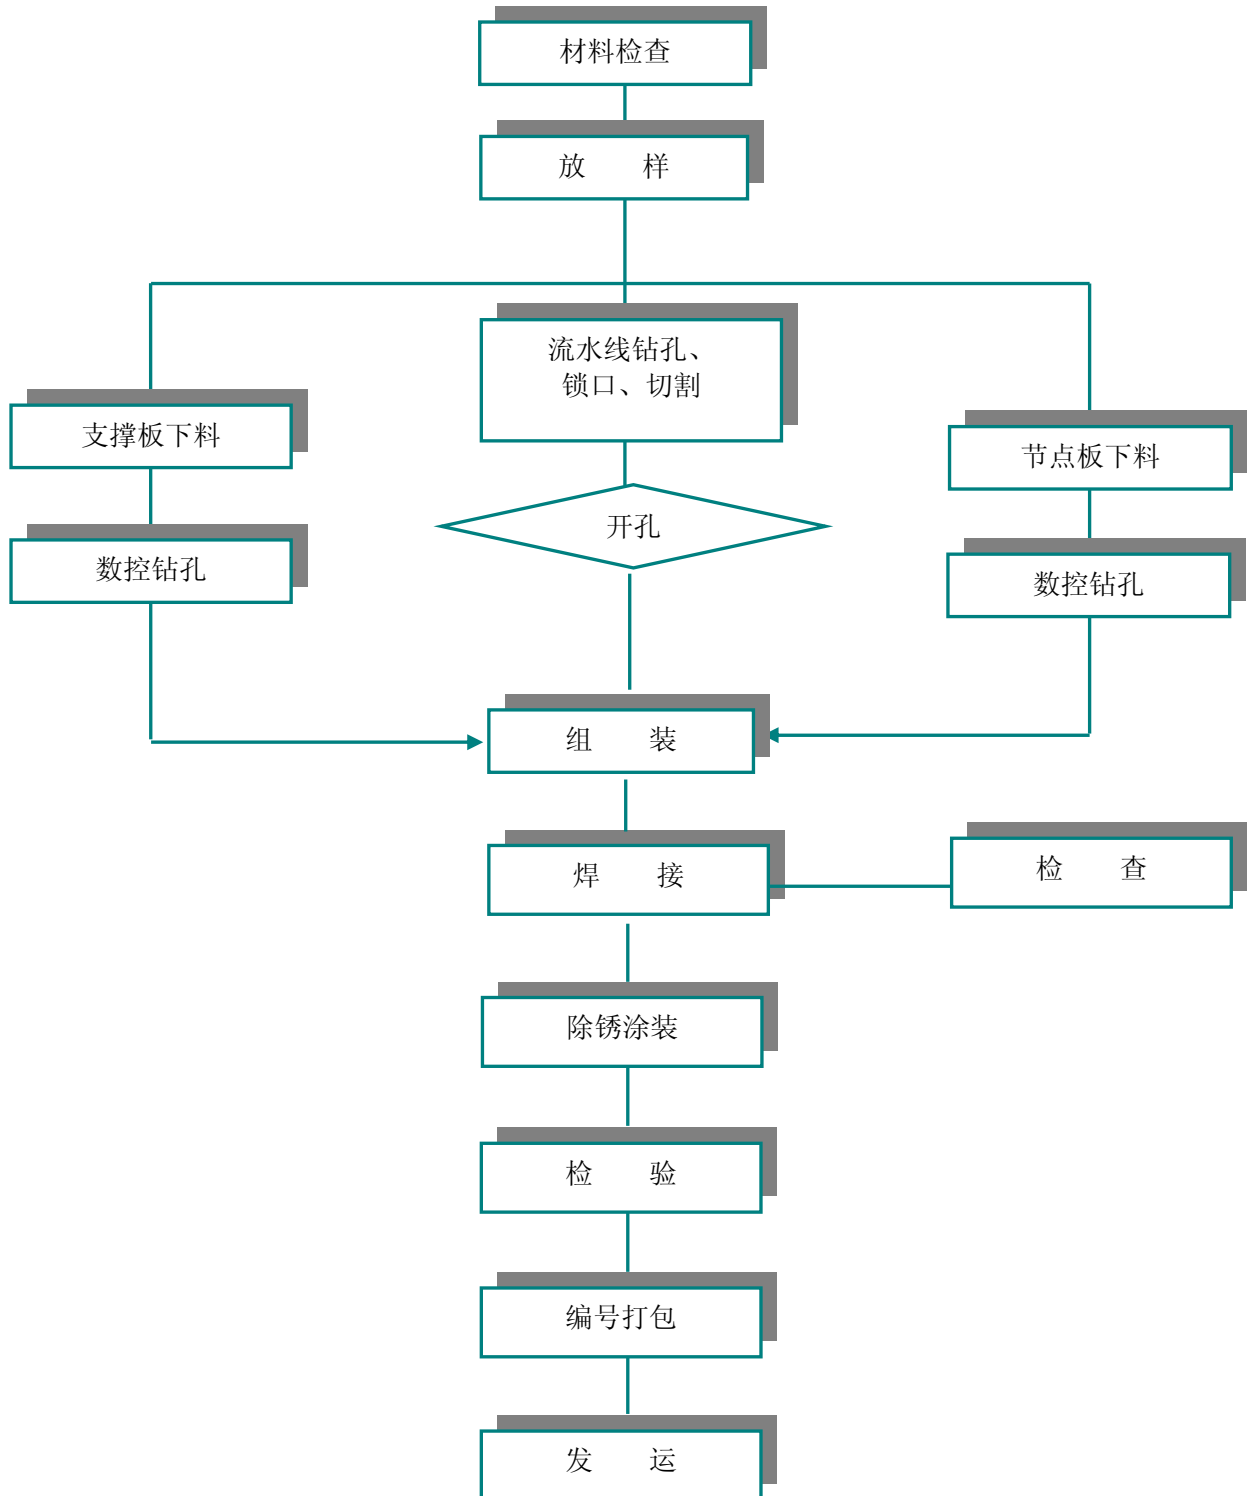 材料检查
放 样
流水线钻孔、
锁口、切割
支撑板下料
节点板下料
开孔
数控钻孔
数控钻孔
组 装
焊 接
检 查
除锈涂装
检 验
编号打包
发 运